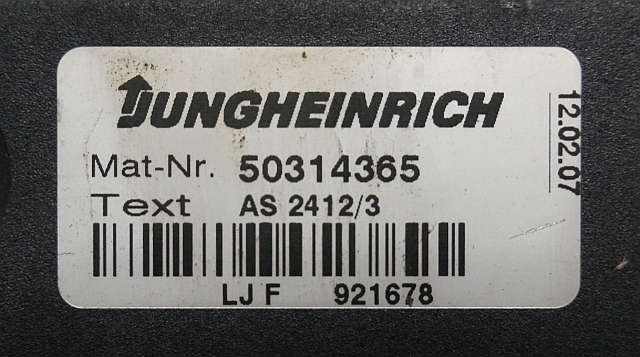 JUNGHEINRICH
Mat-Nr. 50314365
Text AS 2412/3
LJ F 921678
12.02.07